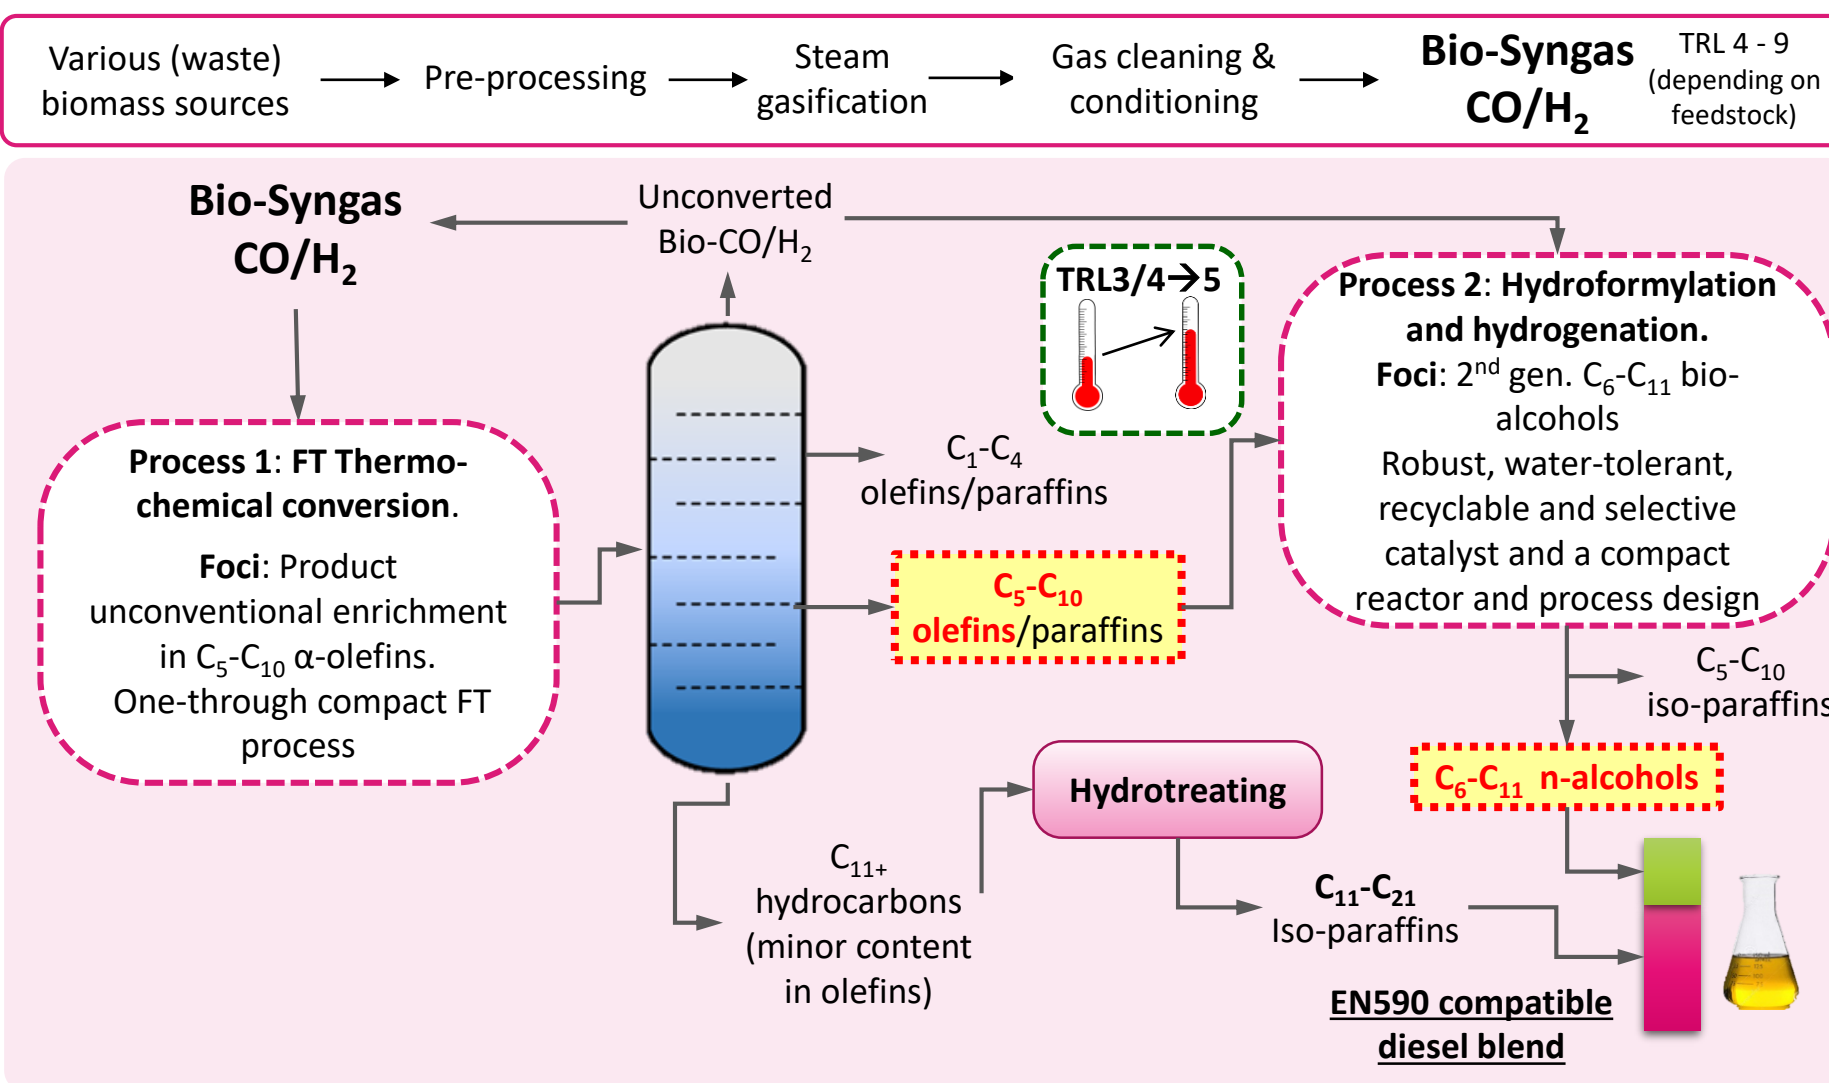 Various (waste)
biomass sources
Pre-processing
Steam
gasification
Gas cleaning &
conditioning
Bio-Syngas
CO/H₂
TRL 4 - 9
(depending on
feedstock)
Bio-Syngas
CO/H₂
Unconverted
Bio-CO/H₂
TRL3/4→5
Process 1: FT Thermo-
chemical conversion.
Foci: Product
unconventional enrichment
in C₅-C₁₀ α-olefins.
One-through compact FT
process
C₁-C₄
olefins/paraffins
C₅-C₁₀
olefins/paraffins
Process 2: Hydroformylation
and hydrogenation.
Foci: 2ⁿᵈ gen. C₆-C₁₁ bio-
alcohols
Robust, water-tolerant,
recyclable and selective
catalyst and a compact
reactor and process design
C₅-C₁₀
iso-paraffins
C₆-C₁₁ n-alcohols
Hydrotreating
C₁₁₊
hydrocarbons
(minor content
in olefins)
C₁₁-C₂₁
Iso-paraffins
EN590 compatible
diesel blend